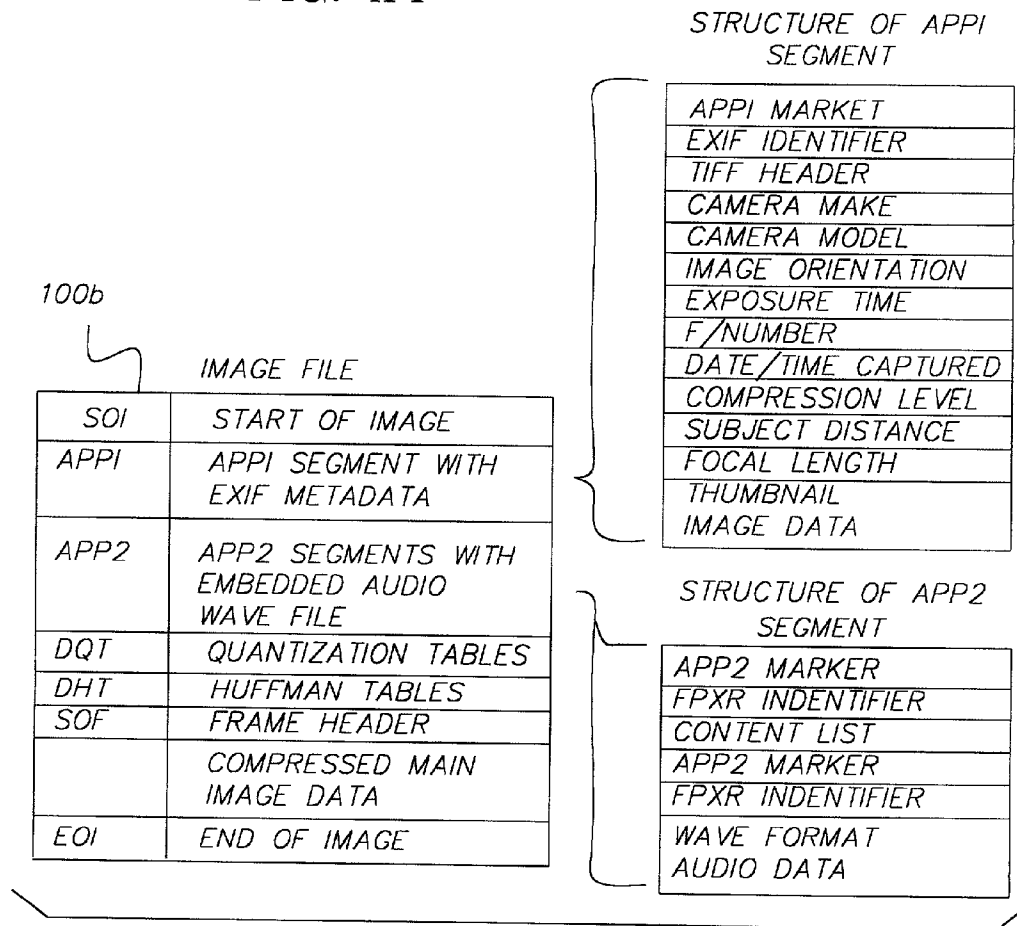 STRUCTURE OF APP1
SEGMENT
APP1 MARKET
EXIF IDENTIFIER
TIFF HEADER
CAMERA MAKE
CAMERA MODEL
IMAGE ORIENTATION
EXPOSURE TIME
F/NUMBER
DATE/TIME CAPTURED
COMPRESSION LEVEL
SUBJECT DISTANCE
FOCAL LENGTH
THUMBNAIL
IMAGE DATA
100b
IMAGE FILE
SOI START OF IMAGE
APP1 APP1 SEGMENT WITH
EXIF METADATA
APP2 APP2 SEGMENTS WITH
EMBEDDED AUDIO
WAVE FILE
DQT QUANTIZATION TABLES
DHT HUFFMAN TABLES
SOF FRAME HEADER
COMPRESSED MAIN
IMAGE DATA
EOI END OF IMAGE
STRUCTURE OF APP2
SEGMENT
APP2 MARKER
FPXR INDENTIFIER
CONTENT LIST
APP2 MARKER
FPXR INDENTIFIER
WAVE FORMAT
AUDIO DATA